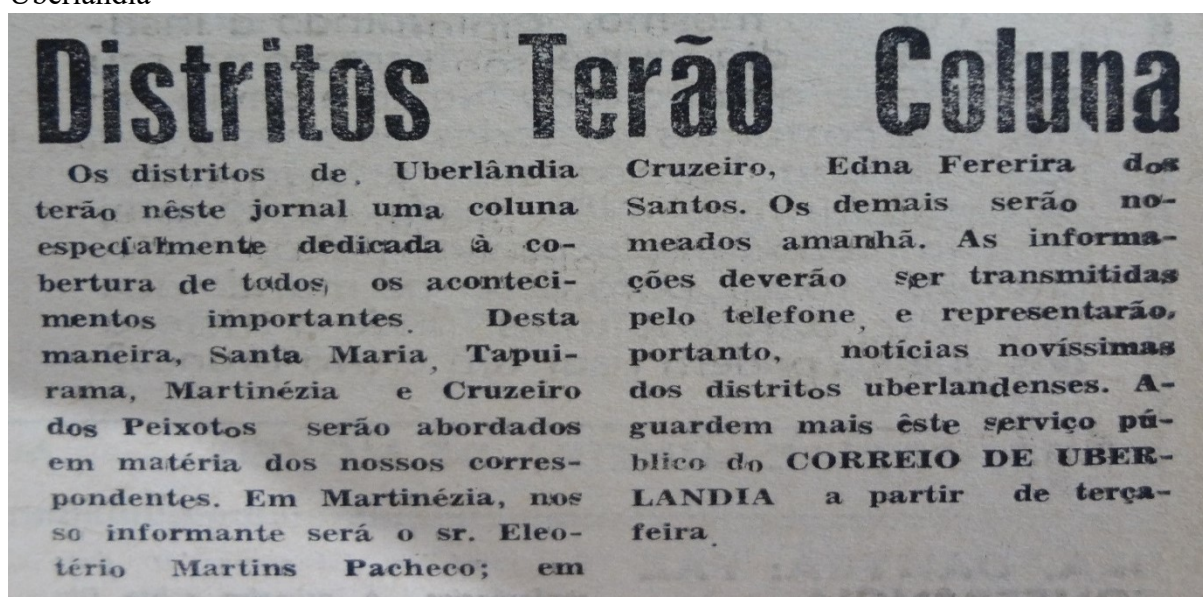 Uberlândia
Distritos Terão Coluna
Os distritos de, Uberlândia
terão nêste jornal uma coluna
especialmente dedicada à co-
bertura de todos, os aconteci-
mentos importantes. Desta
maneira, Santa Maria, Tapui-
rama, Martinézia e Cruzeiro
dos Peixotos serão abordados
em matéria dos nossos corres-
pondentes. Em Martinézia, nos
so informante será o sr. Eleo-
tério Martins Pacheco; em
Cruzeiro, Edna Fererira dos
Santos. Os demais serão no-
meados amanhã. As informa-
ções deverão ser transmitidas
pelo telefone, e representarão,
portanto, notícias novíssimas
dos distritos uberlandenses. A-
guardem mais êste serviço pú-
blico do CORREIO DE UBER-
LANDIA a partir de terça-
feira.